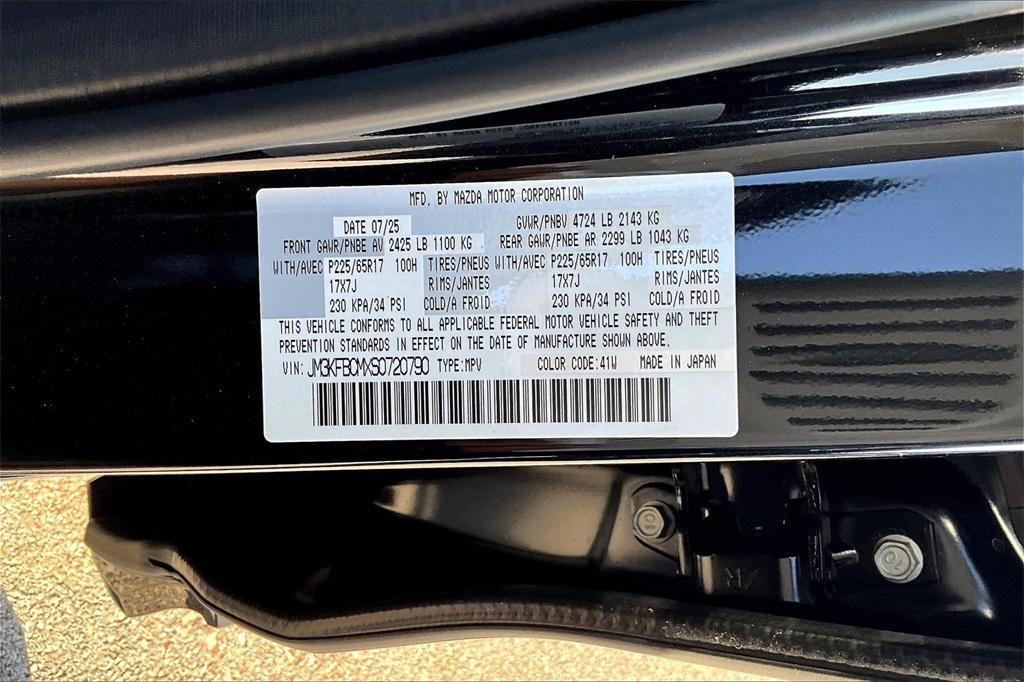 MFD. BY MAZDA MOTOR CORPORATION
DATE 07/25 GVWR/PNBV 4724 LB 2143 KG
FRONT GAWR/PNBE AV 2425 LB 1100 KG REAR GAWR/PNBE AR 2299 LB 1043 KG
WITH/AVEC P225/65R17 100H TIRES/PNEUS WITH/AVEC P225/65R17 100H TIRES/PNEUS
17X7J RIMS/JANTES 17X7J RIMS/JANTES
230 KPA/34 PSI COLD/A FROID 230 KPA/34 PSI COLD/A FROID
THIS VEHICLE CONFORMS TO ALL APPLICABLE FEDERAL MOTOR VEHICLE SAFETY AND THEFT
PREVENTION STANDARDS IN EFFECT ON THE DATE OF MANUFACTURE SHOWN ABOVE.
VIN: JM3KFBCMXS0720790 TYPE:MPV COLOR CODE:41W MADE IN JAPAN